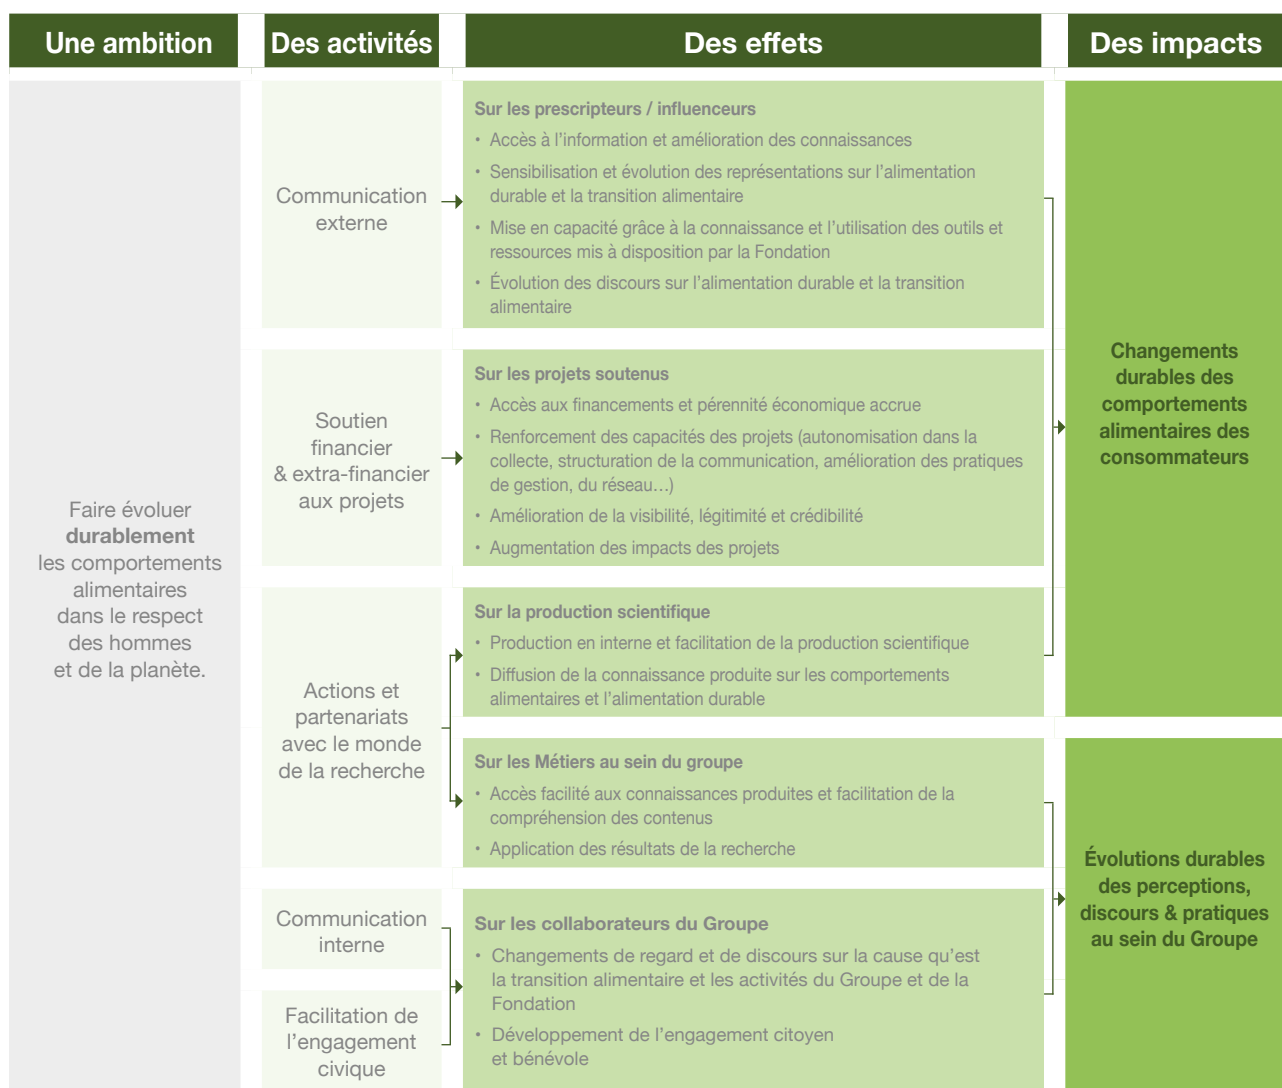 Une ambition
Des activités
Des effets
Des impacts
Faire évoluer
durablement
les comportements
alimentaires
dans le respect
des hommes
et de la planète.
Communication
externe
Sur les prescripteurs / influenceurs
• Accès à l’information et amélioration des connaissances
• Sensibilisation et évolution des représentations sur l’alimentation
durable et la transition alimentaire
• Mise en capacité grâce à la connaissance et l’utilisation des outils et
ressources mis à disposition par la Fondation
• Évolution des discours sur l’alimentation durable et la transition
alimentaire
Soutien
financier
& extra-financier
aux projets
Sur les projets soutenus
• Accès aux financements et pérennité économique accrue
• Renforcement des capacités des projets (autonomisation dans la
collecte, structuration de la communication, amélioration des pratiques
de gestion, du réseau…)
• Amélioration de la visibilité, légitimité et crédibilité
• Augmentation des impacts des projets
Actions et
partenariats
avec le monde
de la recherche
Sur la production scientifique
• Production en interne et facilitation de la production scientifique
• Diffusion de la connaissance produite sur les comportements
alimentaires et l’alimentation durable
Changements
durables des
comportements
alimentaires des
consommateurs
Sur les Métiers au sein du groupe
• Accès facilité aux connaissances produites et facilitation de la
compréhension des contenus
• Application des résultats de la recherche
Communication
interne
Facilitation de
l’engagement
civique
Sur les collaborateurs du Groupe
• Changements de regard et de discours sur la cause qu’est
la transition alimentaire et les activités du Groupe et de la
Fondation
• Développement de l’engagement citoyen
et bénévole
Évolutions durables
des perceptions,
discours & pratiques
au sein du Groupe